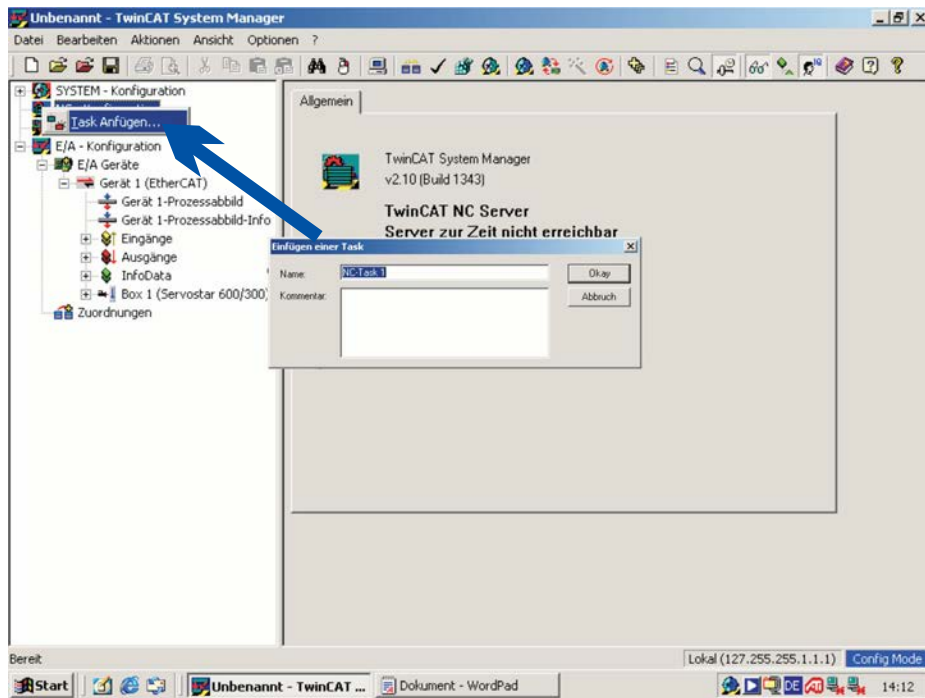 Unbenannt - TwinCAT System Manager
Datei Bearbeiten Aktionen Ansicht Optionen ?
SYSTEM - Konfiguration
Task Anfügen...
E/A - Konfiguration
E/A Geräte
Gerät 1 (EtherCAT)
Gerät 1-Prozessabbild
Gerät 1-Prozessabbild-Info
Eingänge
Ausgänge
InfoData
Box 1 (Servostar 600/300)
Zuordnungen
Allgemein
TwinCAT System Manager
v2.10 (Build 1343)
TwinCAT NC Server
Server zur Zeit nicht erreichbar
Einfügen einer Task
Name: NC-Task 1 Okay
Kommentar: Abbruch
Bereit Lokal (127.255.255.1.1.1) Config Mode
Start Unbenannt - TwinCAT ... Dokument - WordPad DE 14:12